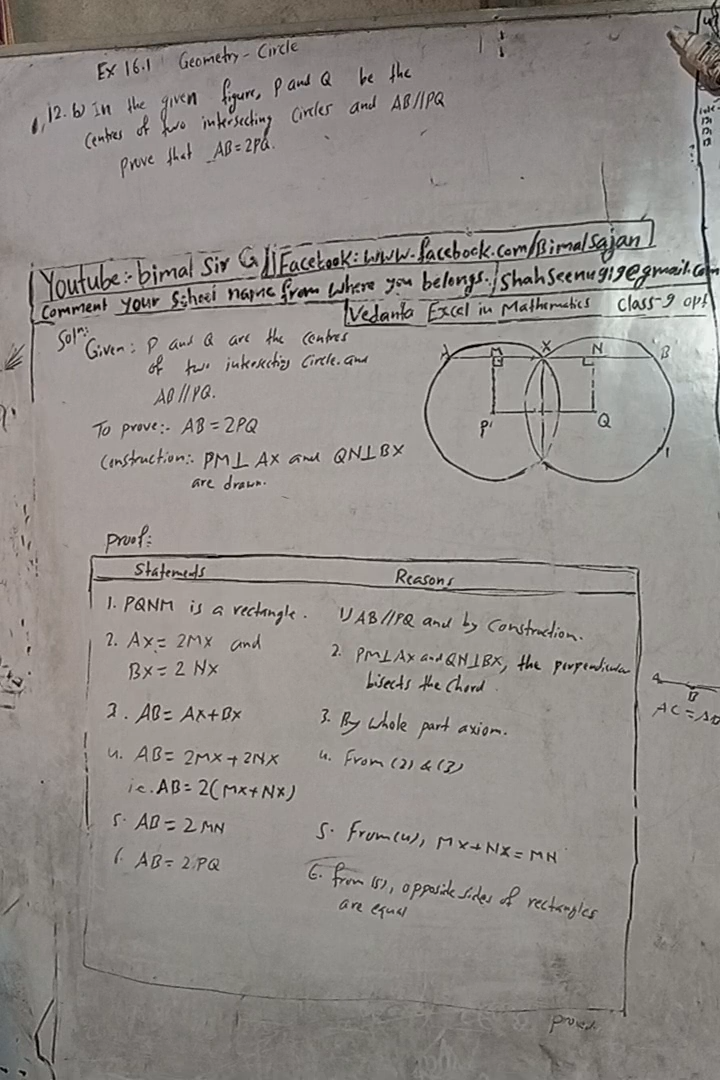 Ex 16.1 Geometry - Circle
12. b) In the given figure, P and Q be the
Centres of two intersecting Circles and AB//PQ
prove that AB=2PQ.
Youtube:- bimal Sir G // Facebook: www.facebook.com/Bimalsajan
Comment your School name from where you belongs. / Shahseenu919@gmail.com
Vedanta Excel in Mathematics Class-9 opt
Soln:
Given: P and Q are the centres
of two intersecting Circle. and
AB//PQ.
To prove:- AB = 2PQ
Construction:- PM⊥ AX and QN⊥BX
are drawn.
A M X N B
P Q
Proof:
Statements Reasons
1. PQNM is a rectangle. 1) AB//PQ and by Construction.
2. AX = 2MX and
BX = 2 NX
2. PM⊥AX and QN⊥BX, the perpendicular
bisects the Chord.
3. AB = AX+BX 3. By whole part axiom.
4. AB = 2MX + 2NX 4. From (2) & (3)
i.e. AB = 2(MX+NX)
5. AB = 2 MN 5. From (4), MX+NX = MN
6. AB = 2.PQ 6. from (5), opposite sides of rectangles
are equal
proved.
A B